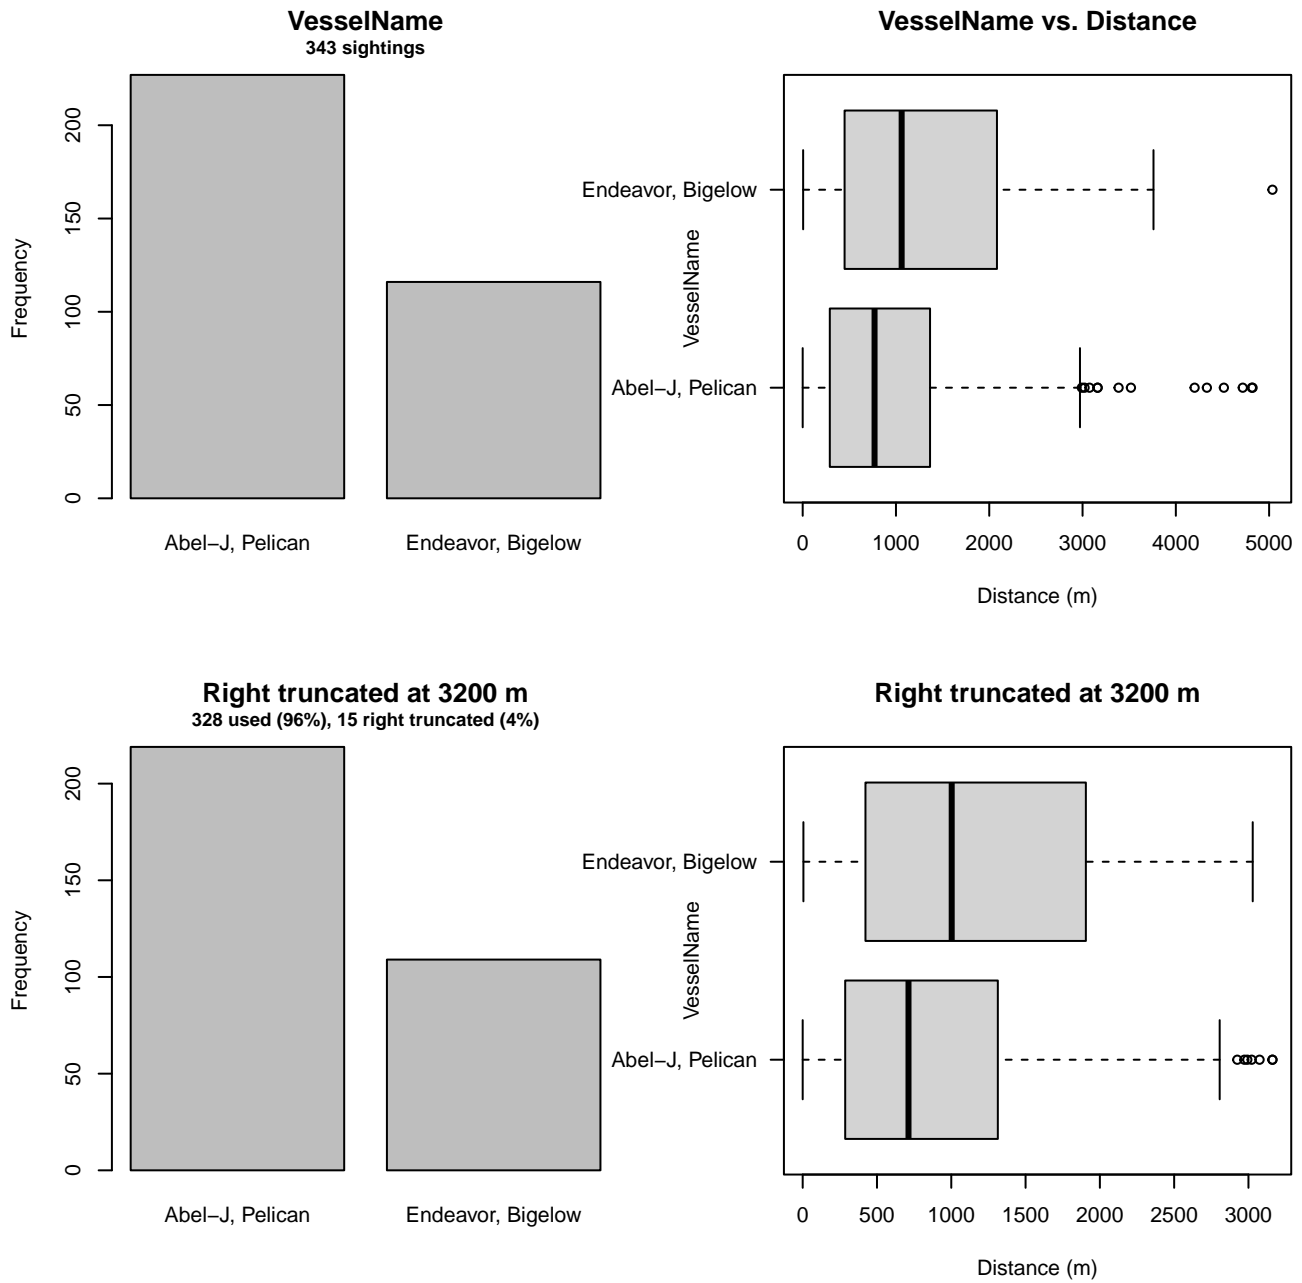 VesselName
343 sightings
Frequency
0
50
100
150
200
Abel−J, Pelican
Endeavor, Bigelow
VesselName vs. Distance
VesselName
Endeavor, Bigelow
Abel−J, Pelican
0 1000 2000 3000 4000 5000
Distance (m)
Right truncated at 3200 m
328 used (96%), 15 right truncated (4%)
Frequency
0
50
100
150
200
Abel−J, Pelican
Endeavor, Bigelow
Right truncated at 3200 m
VesselName
Endeavor, Bigelow
Abel−J, Pelican
0 500 1000 1500 2000 2500 3000
Distance (m)